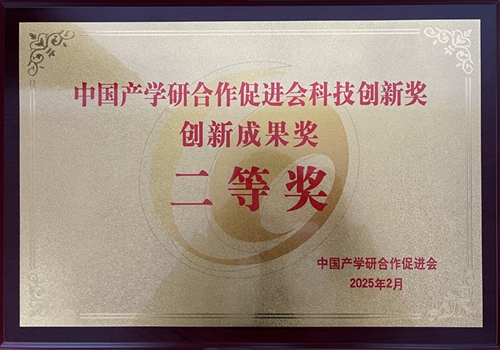 中国产学研合作促进会科技创新奖
创新成果奖
二等奖
中国产学研合作促进会
2025年2月